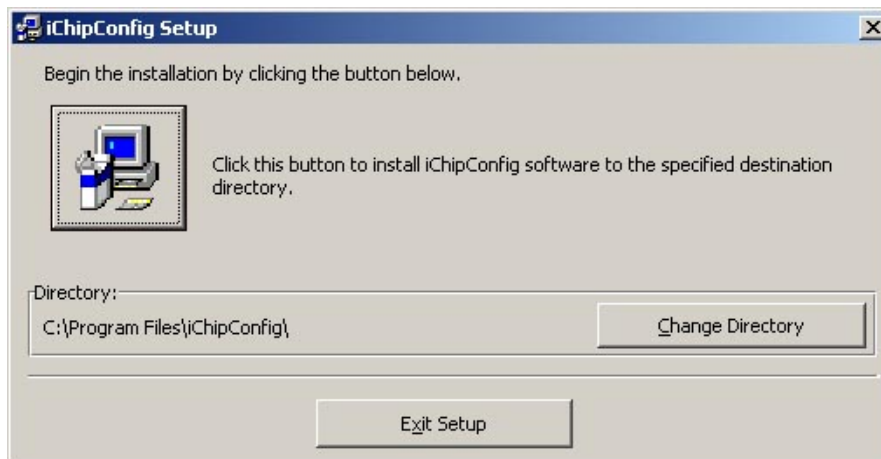 iChipConfig Setup
Begin the installation by clicking the button below.
Click this button to install iChipConfig software to the specified destination
directory.
Directory:
C:\Program Files\iChipConfig\
Change Directory
Exit Setup